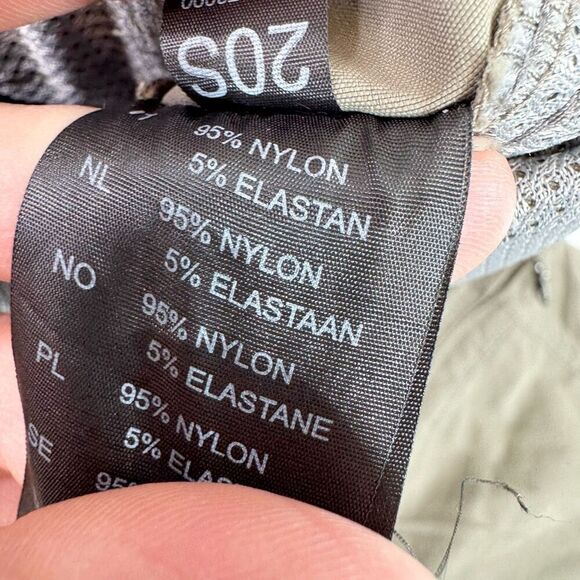 20S
95% NYLON
5% ELASTAN
NL 95% NYLON
5% ELASTAAN
NO 95% NYLON
5% ELASTANE
PL 95% NYLON
5%
SE